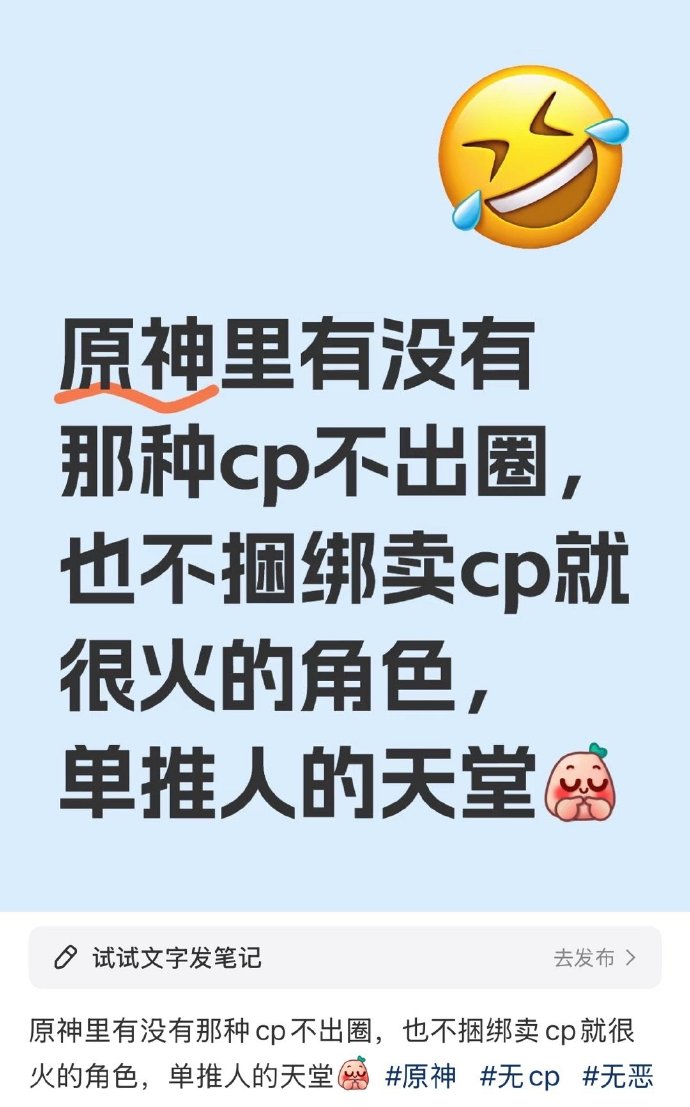 原神里有没有
那种cp不出圈，
也不捆绑卖cp就
很火的角色，
单推人的天堂
试试文字发笔记
去发布
原神里有没有那种cp不出圈，也不捆绑卖cp就很
火的角色，单推人的天堂 #原神 #无cp #无恶